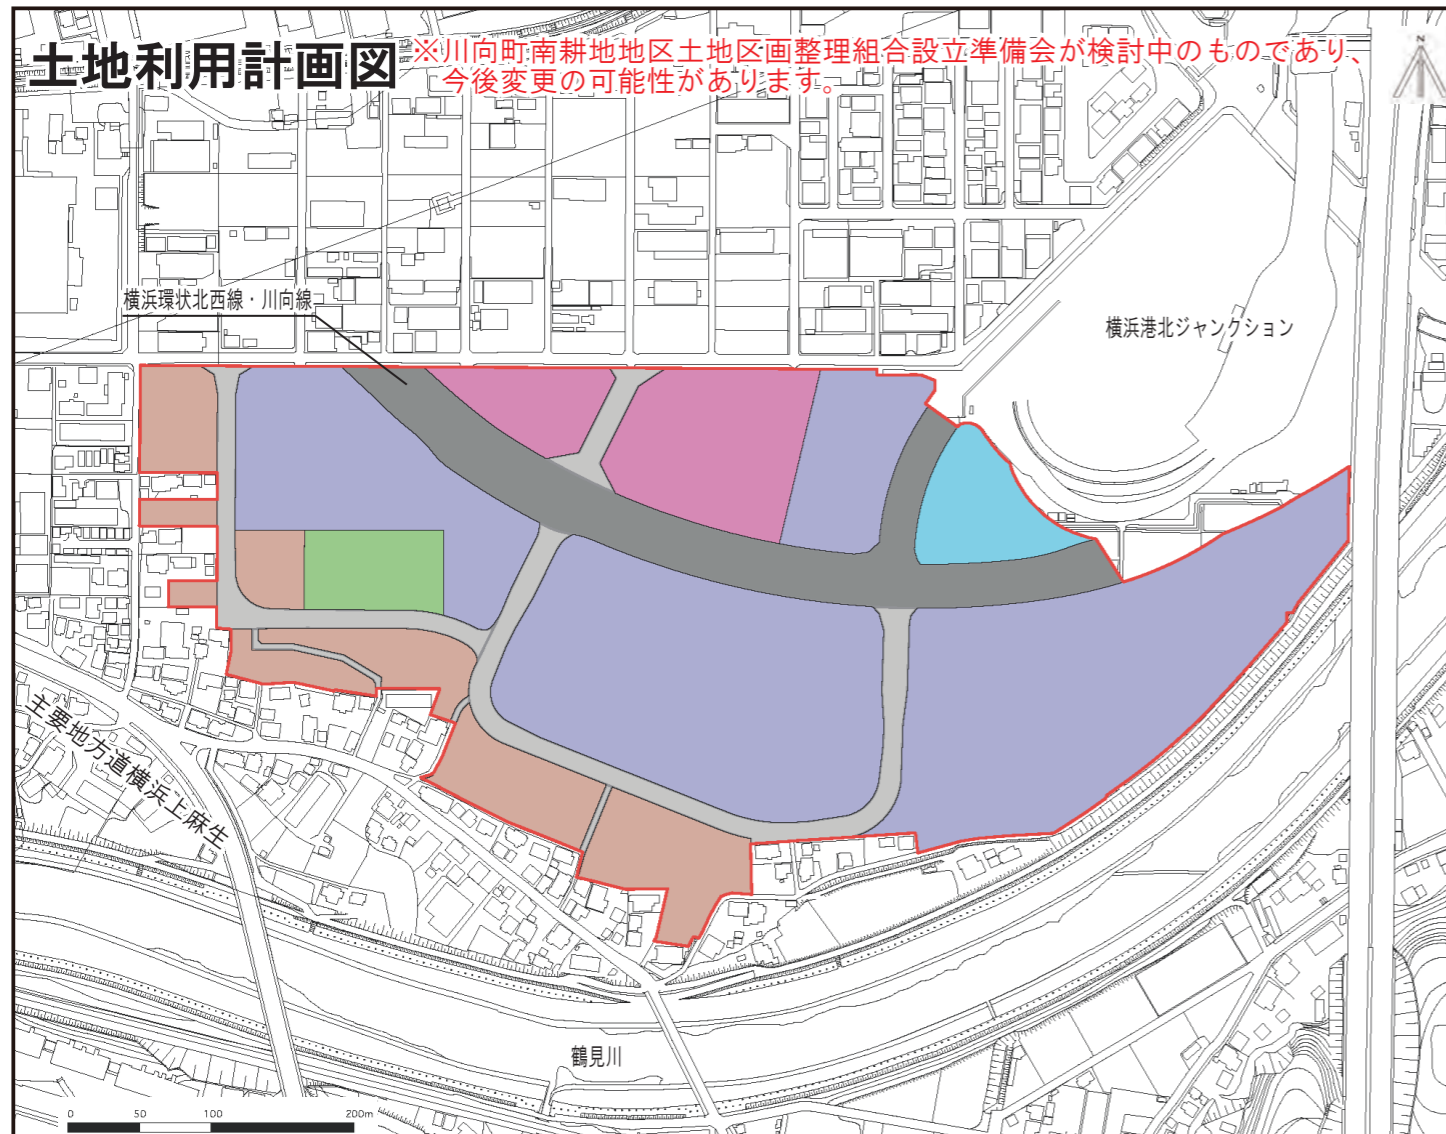 土地利用計画図
※川向町南耕地地区土地区画整理組合設立準備会が検討中のものであり、
今後変更の可能性があります。
N
横浜環状北西線・川向線
横浜港北ジャンクション
主要地方道横浜上麻生
鶴見川
0 50 100 200m